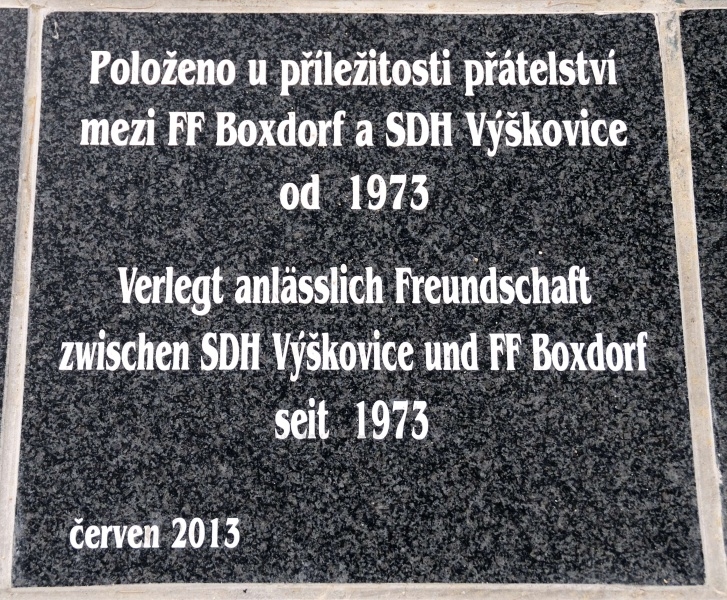 Položeno u příležitosti přátelství
mezi FF Boxdorf a SDH Výškovice
od 1973
Verlegt anlässlich Freundschaft
zwischen SDH Výškovice und FF Boxdorf
seit 1973
červen 2013